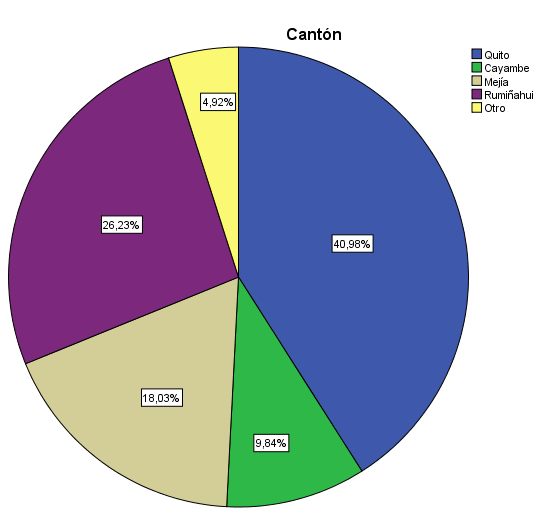 Cantón
Quito
Cayambe
Mejía
Rumiñahui
Otro
4,92%
40,98%
26,23%
18,03%
9,84%